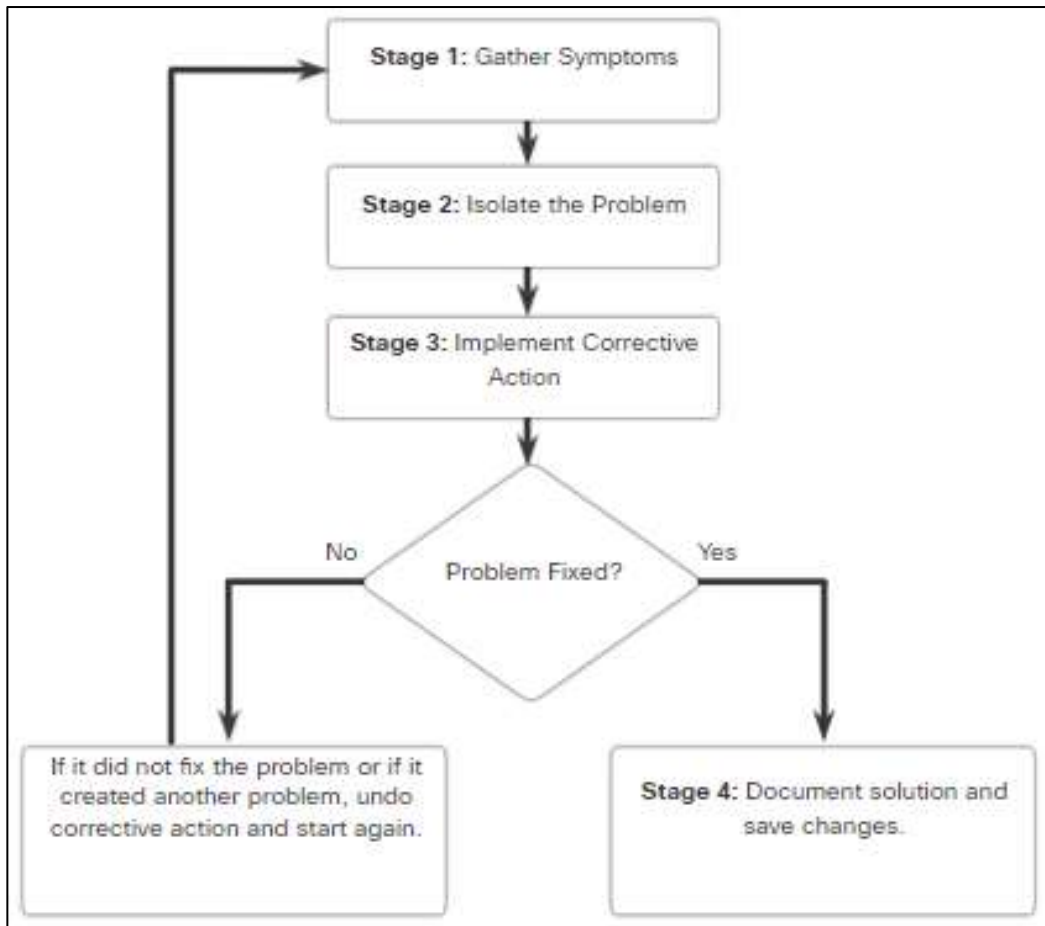 Stage 1: Gather Symptoms
Stage 2: Isolate the Problem
Stage 3: Implement Corrective
Action
No
Yes
Problem Fixed?
If it did not fix the problem or if it
created another problem, undo
corrective action and start again.
Stage 4: Document solution and
save changes.